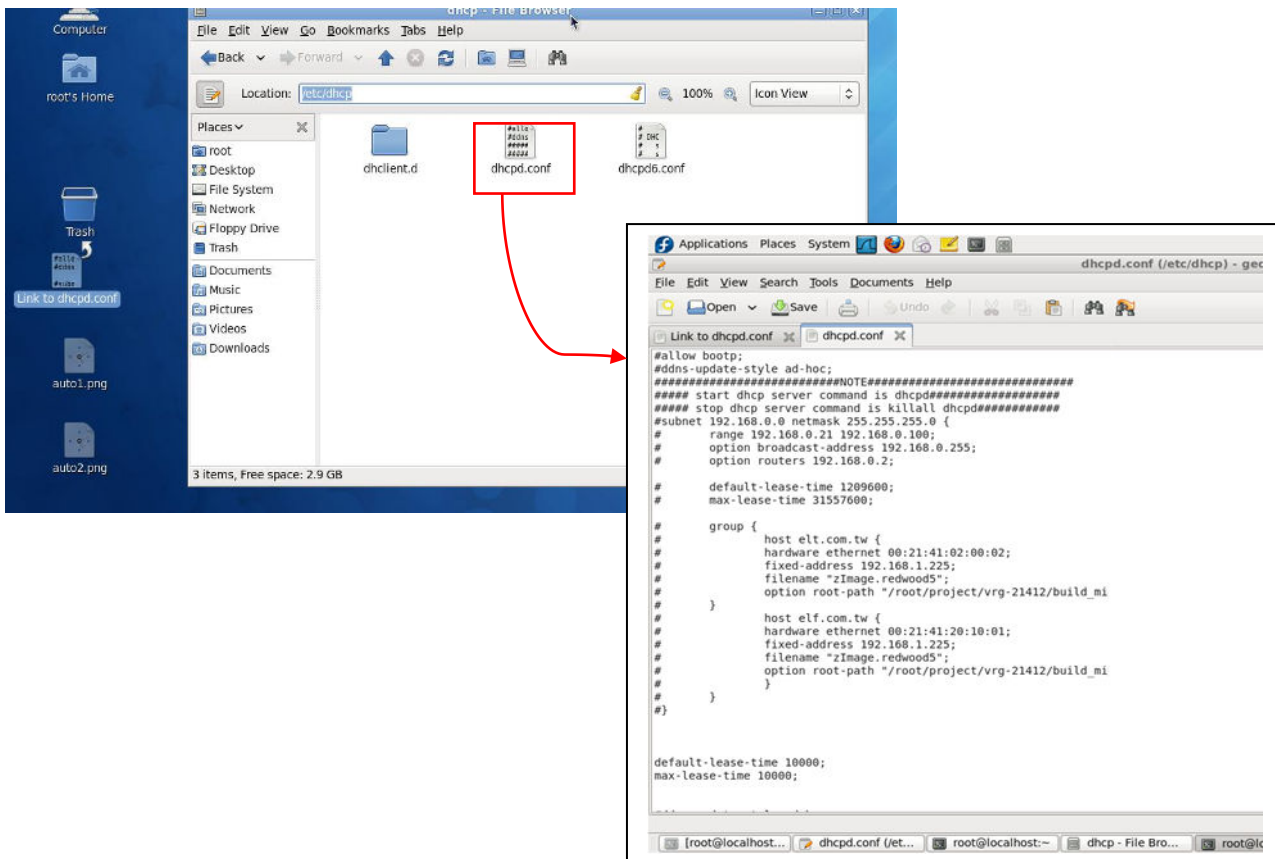 dhcp - File Browser
Computer
File Edit View Go Bookmarks Tabs Help
Back Forward
root's Home
Location: /etc/dhcp 100% Icon View
Places
root
Desktop
File System
Network
Floppy Drive
Trash
Documents
Music
Pictures
Videos
Downloads
dhclient.d
dhcpd.conf
dhcpd6.conf
Trash
Link to dhcpd.conf
auto1.png
auto2.png
3 items, Free space: 2.9 GB
Applications Places System
dhcpd.conf (/etc/dhcp) - ged
File Edit View Search Tools Documents Help
Open Save Undo
Link to dhcpd.conf dhcpd.conf
#allow bootp;
#ddns-update-style ad-hoc;
###########################NOTE##############################
##### start dhcp server command is dhcpd###################
##### stop dhcp server command is killall dhcpd############
#subnet 192.168.0.0 netmask 255.255.255.0 {
# range 192.168.0.21 192.168.0.100;
# option broadcast-address 192.168.0.255;
# option routers 192.168.0.2;
# default-lease-time 1209600;
# max-lease-time 31557600;
# group {
# host elt.com.tw {
# hardware ethernet 00:21:41:02:00:02;
# fixed-address 192.168.1.225;
# filename "zImage.redwood5";
# option root-path "/root/project/vrg-21412/build_mi
# }
# host elf.com.tw {
# hardware ethernet 00:21:41:20:10:01;
# fixed-address 192.168.1.225;
# filename "zImage.redwood5";
# option root-path "/root/project/vrg-21412/build_mi
# }
# }
#}
default-lease-time 10000;
max-lease-time 10000;
[root@localhost... dhcpd.conf (/et... root@localhost:~ dhcp - File Bro... root@lo